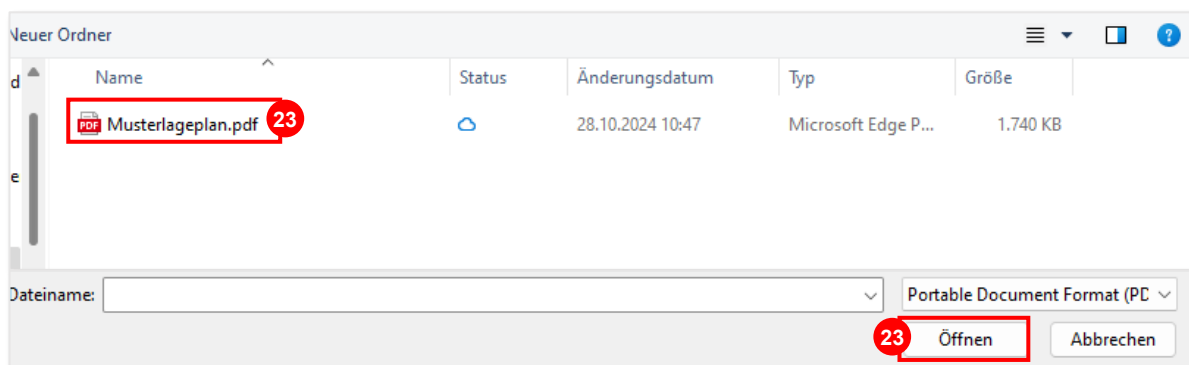 Neuer Ordner
?
d Name Status Änderungsdatum Typ Größe
PDF Musterlageplan.pdf 23 28.10.2024 10:47 Microsoft Edge P... 1.740 KB
e
Dateiname: Portable Document Format (PD
23 Öffnen Abbrechen